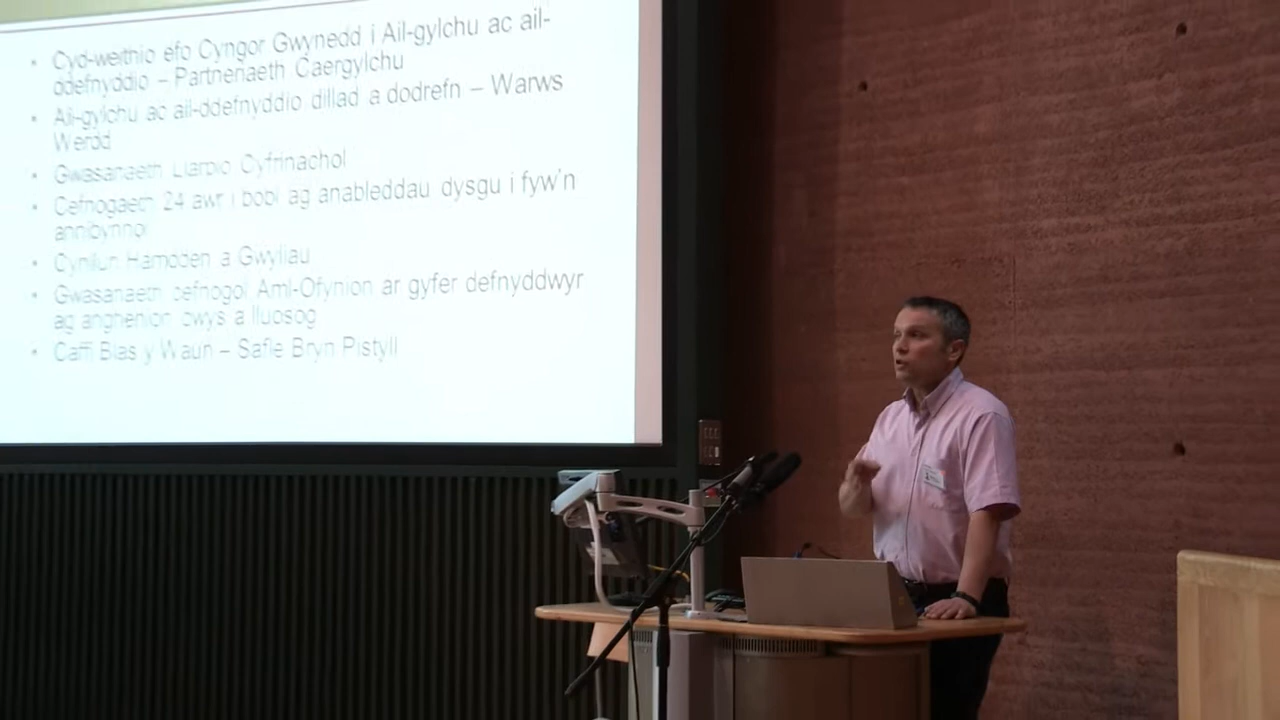 • Cyd-weithio efo Cyngor Gwynedd i Ail-gylchu ac ail-
ddefnyddio – Partneriaeth Caergylchu
• Ail-gylchu ac ail-ddefnyddio dillad a dodrefn – Warws
Werdd
• Gwasanaeth Llarpio Cyfrinachol
• Cefnogaeth 24 awr i bobl ag anableddau dysgu i fyw'n
annibynnol
• Cynllun Hamdden a Gwyliau
• Gwasanaeth cefnogol Aml-Ofynion ar gyfer defnyddwyr
ag anghenion dwys a lluosog
• Caffi Blas y Waun – Safle Bryn Pistyll